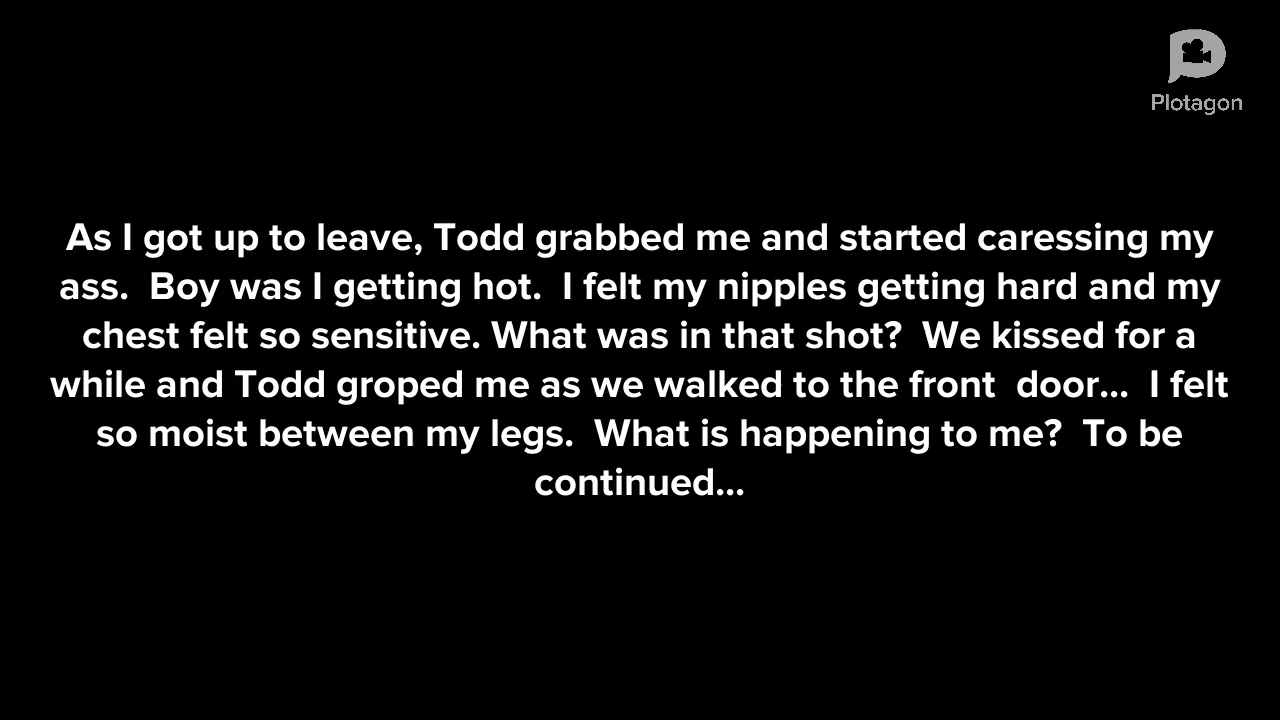 Plotagon
As I got up to leave, Todd grabbed me and started caressing my
ass.  Boy was I getting hot.  I felt my nipples getting hard and my
chest felt so sensitive. What was in that shot?  We kissed for a
while and Todd groped me as we walked to the front  door...  I felt
so moist between my legs.  What is happening to me?  To be
continued...